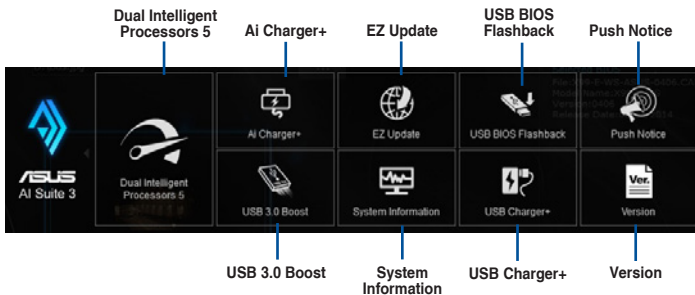 Dual Intelligent
Processors 5
Ai Charger+
EZ Update
USB BIOS
Flashback
Push Notice
ASUS
AI Suite 3
Dual Intelligent
Processors 5
Ai Charger+
EZ Update
USB BIOS Flashback
Push Notice
USB 3.0 Boost
System Information
USB Charger+
Ver.
Version
USB 3.0 Boost
System
Information
USB Charger+
Version